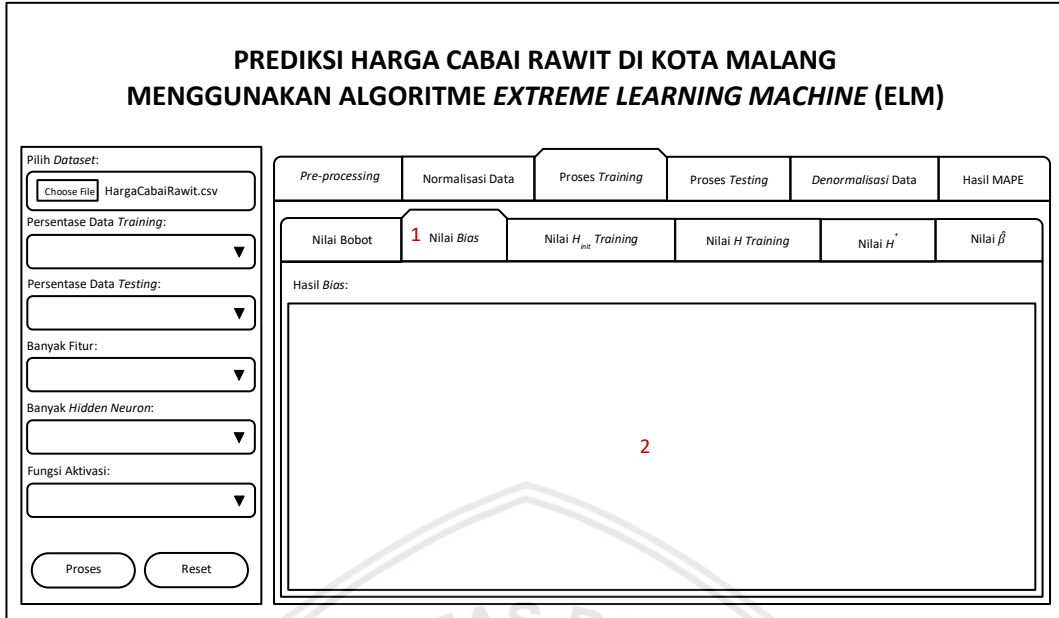 PREDIKSI HARGA CABAI RAWIT DI KOTA MALANG
MENGGUNAKAN ALGORITME EXTREME LEARNING MACHINE (ELM)
Pilih Dataset:
Choose File HargaCabaiRawit.csv
Persentase Data Training:
Persentase Data Testing:
Banyak Fitur:
Banyak Hidden Neuron:
Fungsi Aktivasi:
Proses Reset
Pre-processing Normalisasi Data Proses Training Proses Testing Denormalisasi Data Hasil MAPE
Nilai Bobot 1 Nilai Bias Nilai H_init Training Nilai H Training Nilai H⁺ Nilai β̂
Hasil Bias:
2